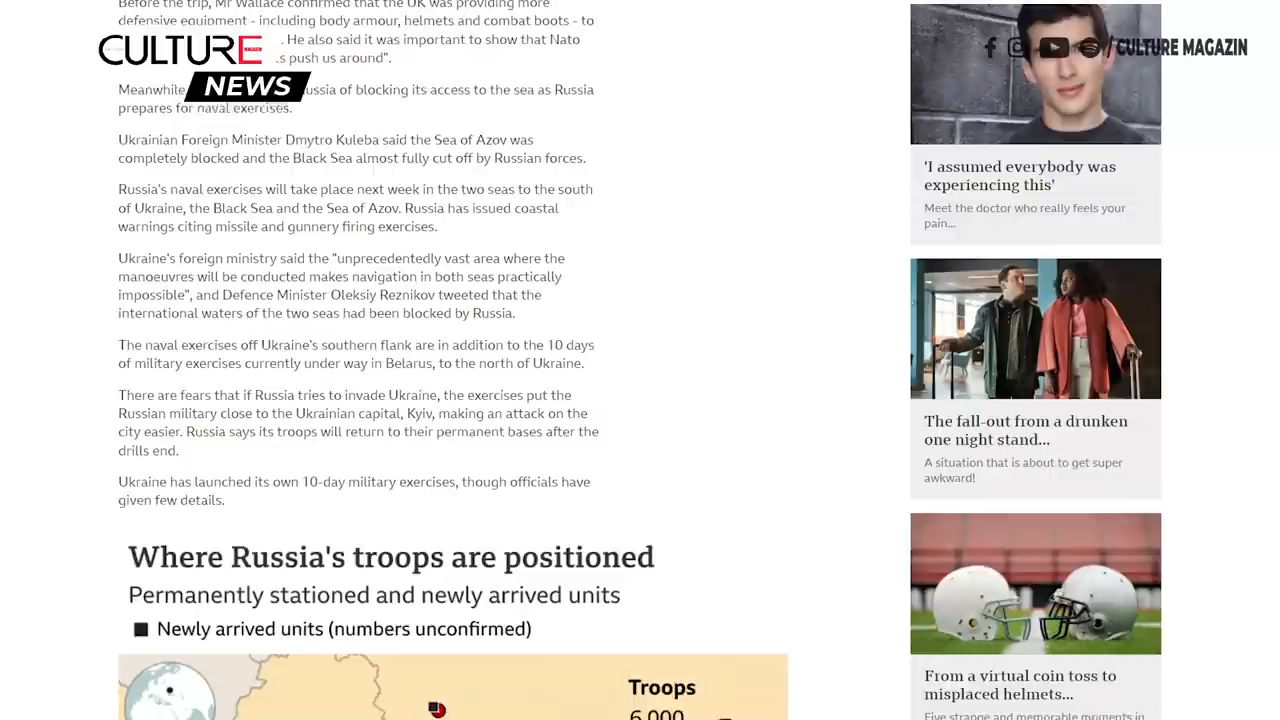 Before the trip, Mr Wallace confirmed that the UK was providing more
defensive equipment - including body armour, helmets and combat boots - to
. He also said it was important to show that Nato
s push us around".
Meanwhile ussia of blocking its access to the sea as Russia
prepares for naval exercises.
Ukrainian Foreign Minister Dmytro Kuleba said the Sea of Azov was
completely blocked and the Black Sea almost fully cut off by Russian forces.
Russia's naval exercises will take place next week in the two seas to the south
of Ukraine, the Black Sea and the Sea of Azov. Russia has issued coastal
warnings citing missile and gunnery firing exercises.
Ukraine's foreign ministry said the "unprecedentedly vast area where the
manoeuvres will be conducted makes navigation in both seas practically
impossible", and Defence Minister Oleksiy Reznikov tweeted that the
international waters of the two seas had been blocked by Russia.
The naval exercises off Ukraine's southern flank are in addition to the 10 days
of military exercises currently under way in Belarus, to the north of Ukraine.
There are fears that if Russia tries to invade Ukraine, the exercises put the
Russian military close to the Ukrainian capital, Kyiv, making an attack on the
city easier. Russia says its troops will return to their permanent bases after the
drills end.
Ukraine has launched its own 10-day military exercises, though officials have
given few details.
Where Russia's troops are positioned
Permanently stationed and newly arrived units
Newly arrived units (numbers unconfirmed)
Troops
6,000
CULTURE
NEWS
/ CULTURE MAGAZIN
'I assumed everybody was
experiencing this'
Meet the doctor who really feels your
pain...
The fall-out from a drunken
one night stand...
A situation that is about to get super
awkward!
From a virtual coin toss to
misplaced helmets...
Five strange and memorable moments in